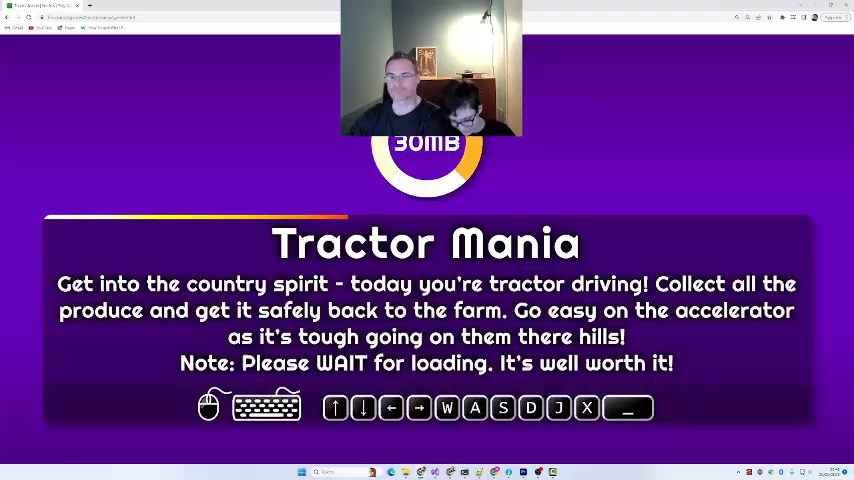 30MB
Tractor Mania
Get into the country spirit - today you're tractor driving! Collect all the
produce and get it safely back to the farm. Go easy on the accelerator
as it's tough going on them there hills!
Note: Please WAIT for loading. It's well worth it!
↑ ↓ ← → W A S D J X _